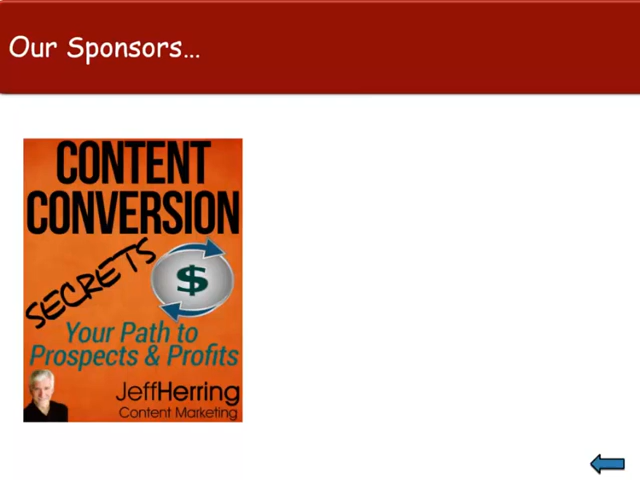 Our Sponsors...
CONTENT
CONVERSION
SECRETS
$
Your Path to
Prospects & Profits
JeffHerring
Content Marketing